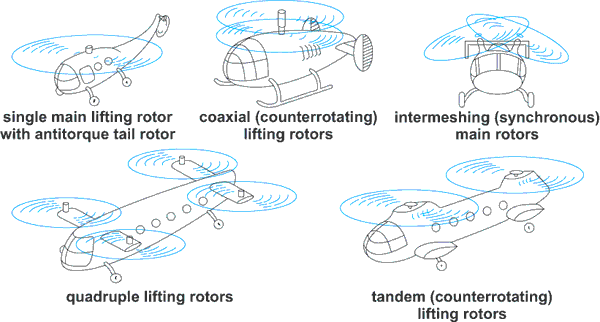 single main lifting rotor
with antitorque tail rotor
coaxial (counterrotating)
lifting rotors
intermeshing (synchronous)
main rotors
quadruple lifting rotors
tandem (counterrotating)
lifting rotors